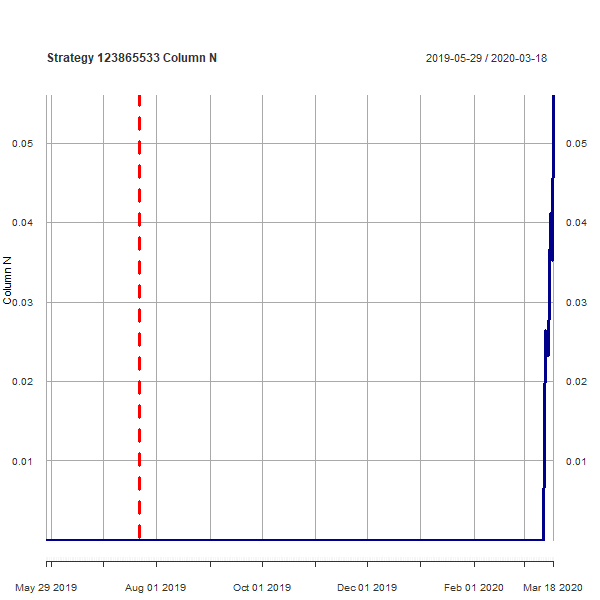 Strategy 123865533 Column N
2019-05-29 / 2020-03-18
0.05 0.05
0.04 0.04
Column N
0.03 0.03
0.02 0.02
0.01 0.01
May 29 2019 Aug 01 2019 Oct 01 2019 Dec 01 2019 Feb 01 2020 Mar 18 2020